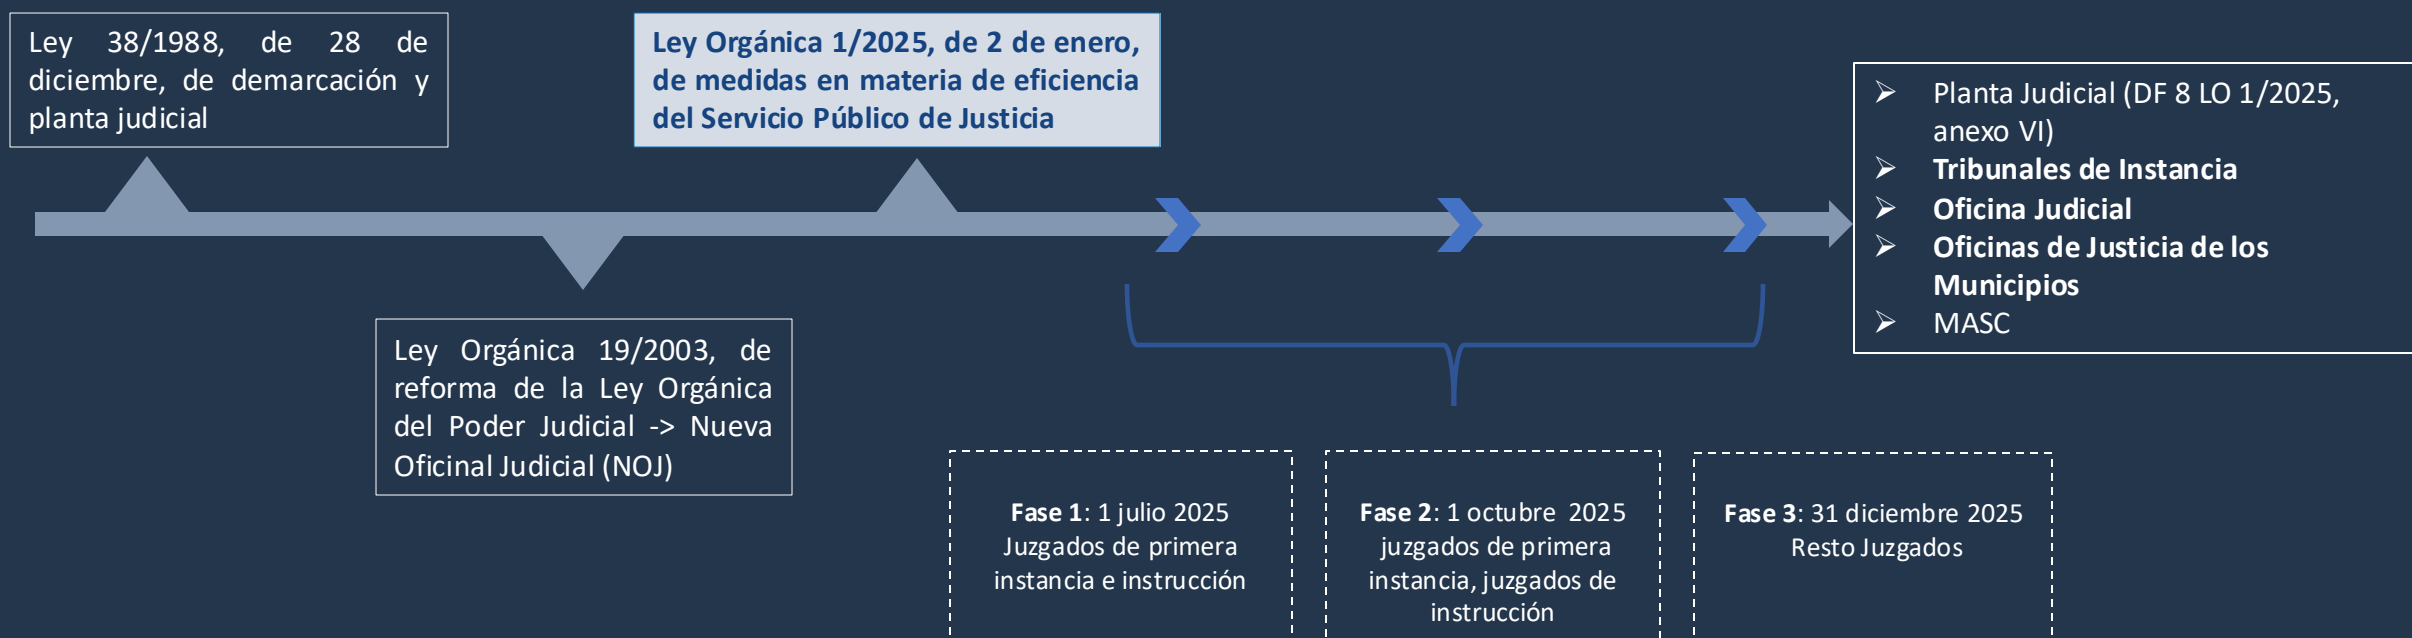 Ley 38/1988, de 28 de
diciembre, de demarcación y
planta judicial
Ley Orgánica 1/2025, de 2 de enero,
de medidas en materia de eficiencia
del Servicio Público de Justicia
➢ Planta Judicial (DF 8 LO 1/2025,
anexo VI)
➢ Tribunales de Instancia
➢ Oficina Judicial
➢ Oficinas de Justicia de los
Municipios
➢ MASC
Ley Orgánica 19/2003, de
reforma de la Ley Orgánica
del Poder Judicial -> Nueva
Oficinal Judicial (NOJ)
Fase 1: 1 julio 2025
Juzgados de primera
instancia e instrucción
Fase 2: 1 octubre 2025
juzgados de primera
instancia, juzgados de
instrucción
Fase 3: 31 diciembre 2025
Resto Juzgados